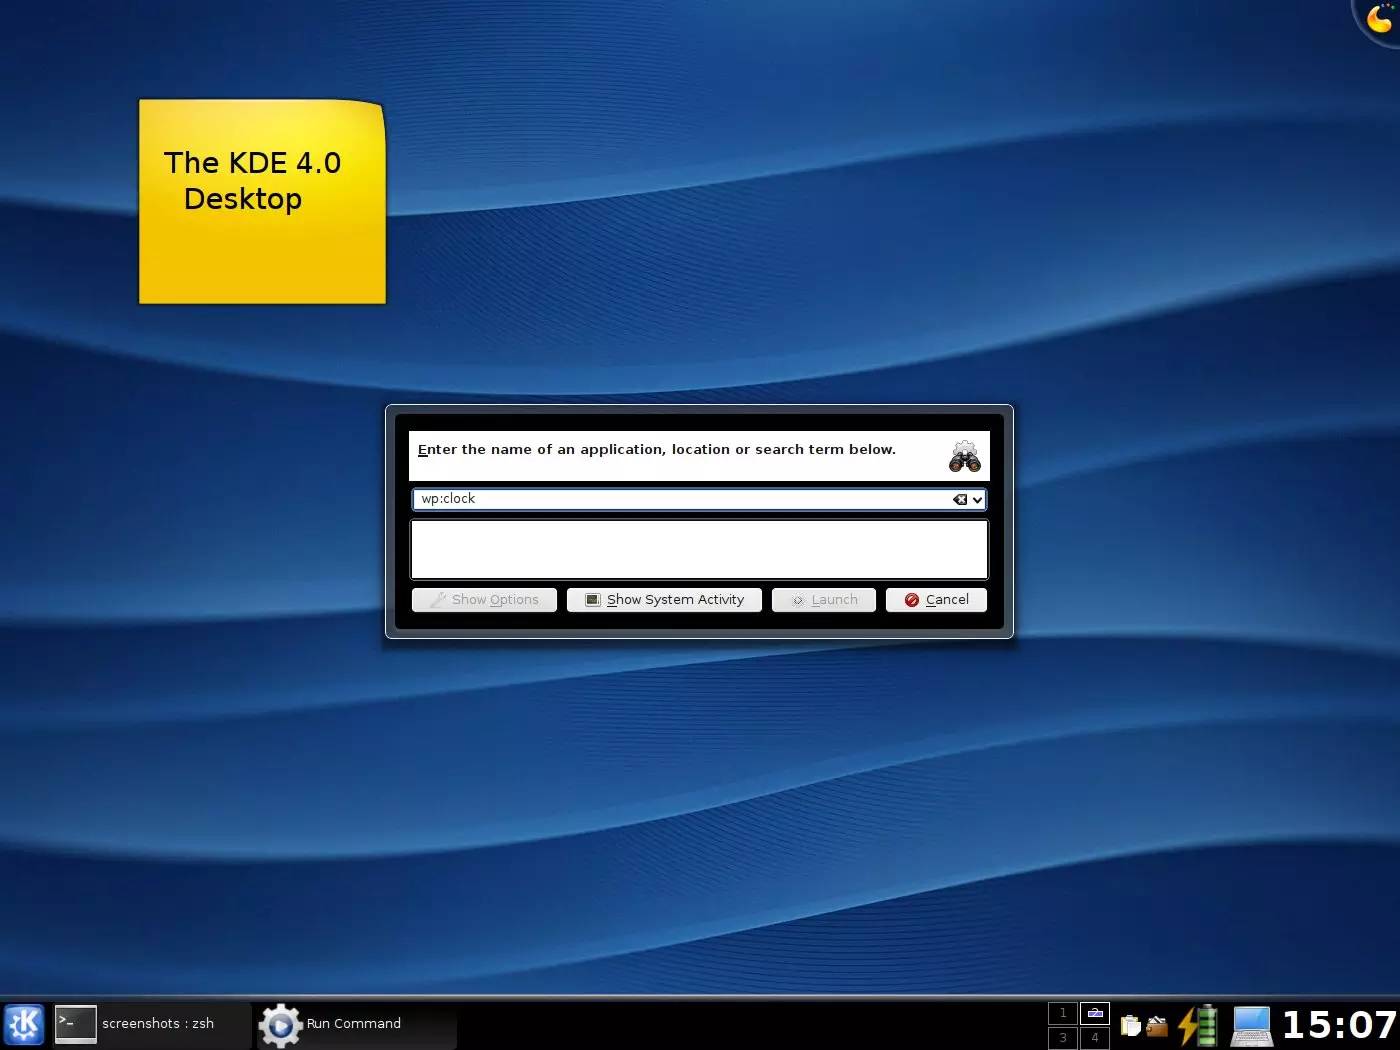 The KDE 4.0
Desktop
Enter the name of an application, location or search term below.
wp:clock
Show Options
Show System Activity
Launch
Cancel
screenshots : zsh
Run Command
1
2
3
4
15:07